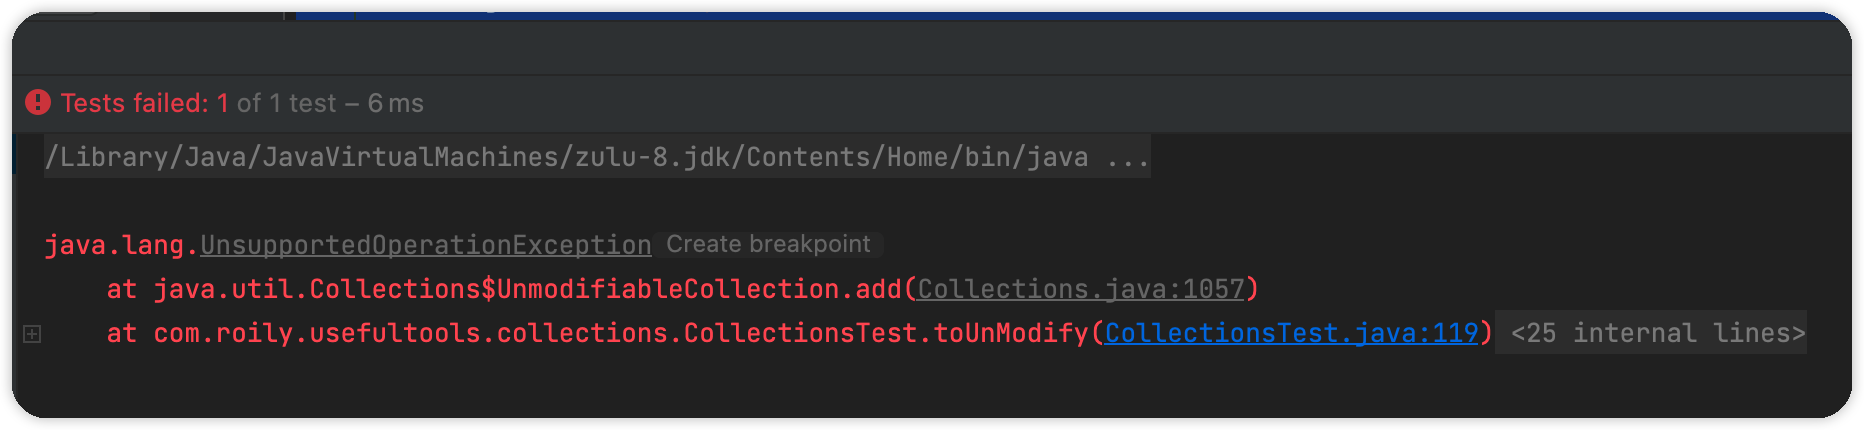 Tests failed: 1 of 1 test – 6 ms
/Library/Java/JavaVirtualMachines/zulu-8.jdk/Contents/Home/bin/java ...
java.lang.UnsupportedOperationException Create breakpoint
at java.util.Collections$UnmodifiableCollection.add(Collections.java:1057)
at com.roily.usefultools.collections.CollectionsTest.toUnModify(CollectionsTest.java:119) <25 internal lines>